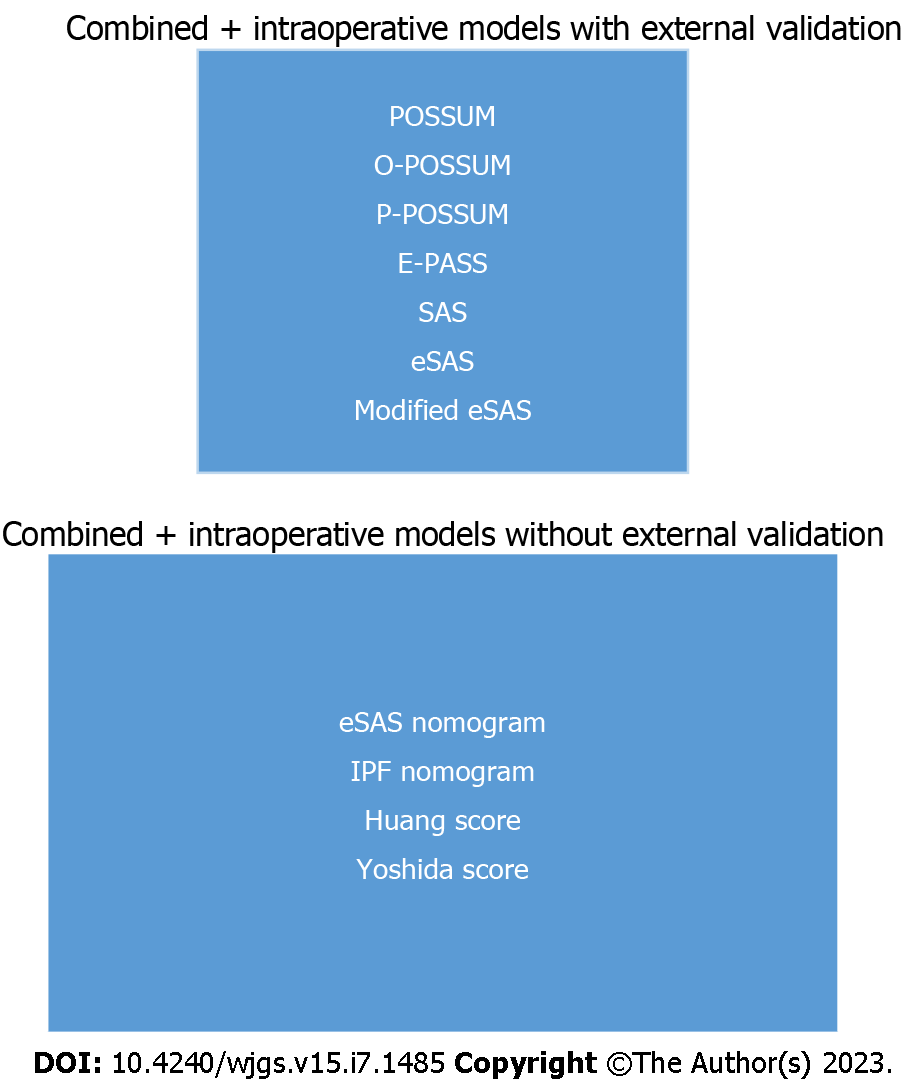 Combined + intraoperative models with external validation
POSSUM
O-POSSUM
P-POSSUM
E-PASS
SAS
eSAS
Modified eSAS
Combined + intraoperative models without external validation
eSAS nomogram
IPF nomogram
Huang score
Yoshida score
DOI: 10.4240/wjgs.v15.i7.1485 Copyright ©The Author(s) 2023.